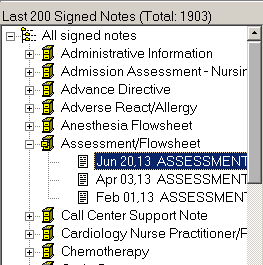 Last 200 Signed Notes (Total: 1903)
All signed notes
Administrative Information
Admission Assessment - Nursin
Advance Directive
Adverse React/Allergy
Anesthesia Flowsheet
Assessment/Flowsheet
Jun 20,13 ASSESSMENT
Apr 03,13 ASSESSMENT
Feb 01,13 ASSESSMENT
Call Center Support Note
Cardiology Nurse Practitioner/F
Chemotherapy